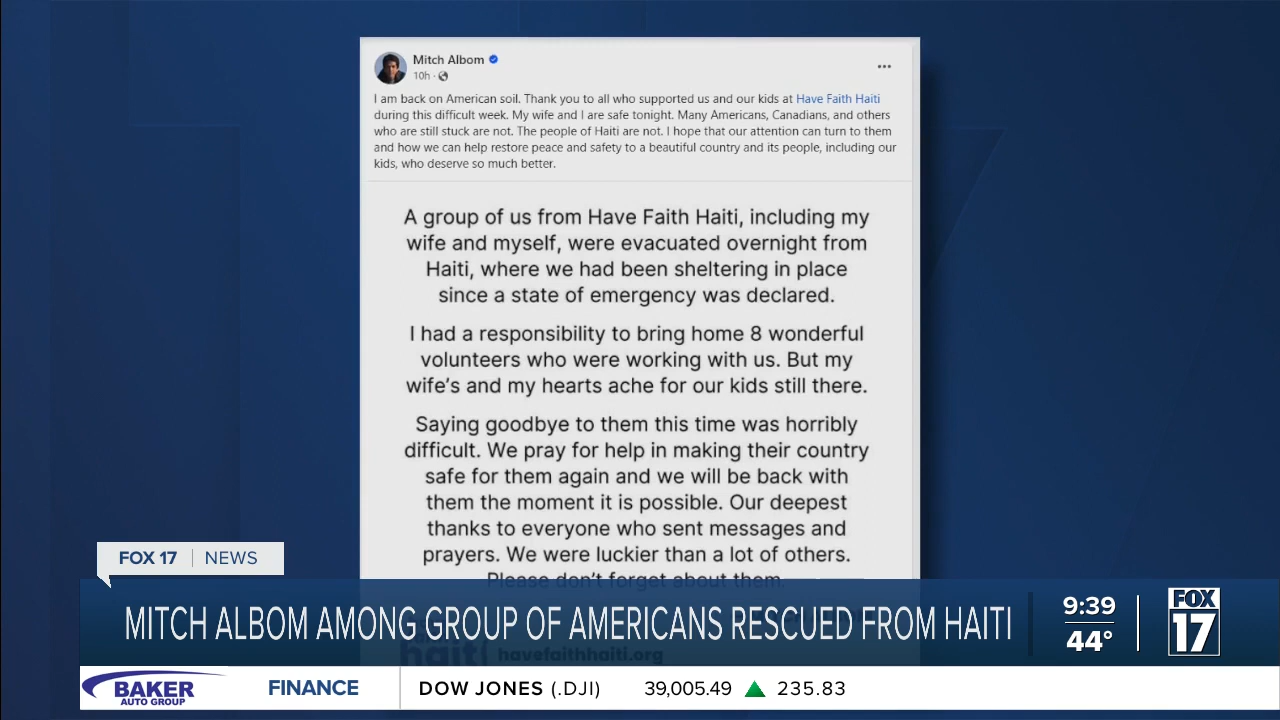 Mitch Albom
10h
I am back on American soil. Thank you to all who supported us and our kids at Have Faith Haiti
during this difficult week. My wife and I are safe tonight. Many Americans, Canadians, and others
who are still stuck are not. The people of Haiti are not. I hope that our attention can turn to them
and how we can help restore peace and safety to a beautiful country and its people, including our
kids, who deserve so much better.
A group of us from Have Faith Haiti, including my
wife and myself, were evacuated overnight from
Haiti, where we had been sheltering in place
since a state of emergency was declared.
I had a responsibility to bring home 8 wonderful
volunteers who were working with us. But my
wife's and my hearts ache for our kids still there.
Saying goodbye to them this time was horribly
difficult. We pray for help in making their country
safe for them again and we will be back with
them the moment it is possible. Our deepest
thanks to everyone who sent messages and
prayers. We were luckier than a lot of others.
Please don't forget about them.
FOX 17 | NEWS
MITCH ALBOM AMONG GROUP OF AMERICANS RESCUED FROM HAITI
9:39
44°
FOX
17
haiti havefaithhaiti.org
BAKER
AUTO GROUP
FINANCE
DOW JONES (.DJI) 39,005.49 235.83